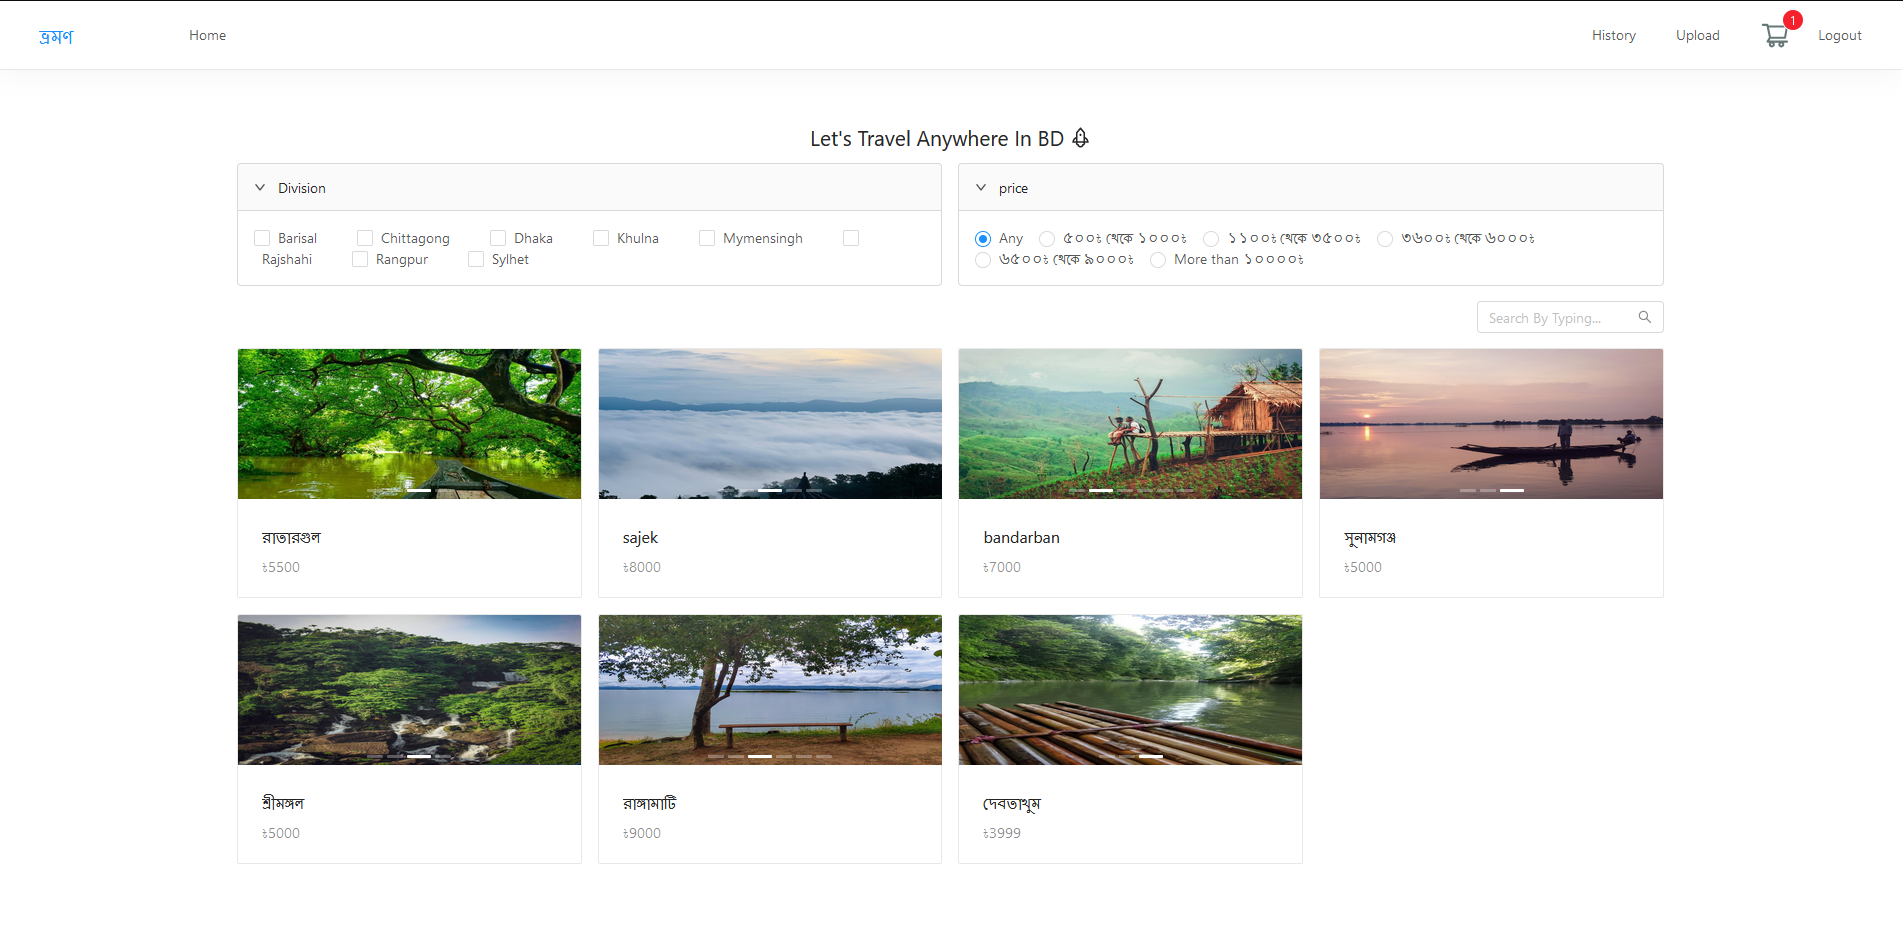 ভ্রমণ Home History Upload 1 Logout
Let's Travel Anywhere In BD
Division
Barisal Chittagong Dhaka Khulna Mymensingh
Rajshahi Rangpur Sylhet
price
Any ৫০০৳ থেকে ১০০০৳ ১১০০৳ থেকে ৩৫০০৳ ৩৬০০৳ থেকে ৬০০০৳
৬৫০০৳ থেকে ৯০০০৳ More than ১০০০০৳
Search By Typing...
রাতারগুল
৳5500
sajek
৳8000
bandarban
৳7000
সুনামগঞ্জ
৳5000
শ্রীমঙ্গল
৳5000
রাঙ্গামাটি
৳9000
দেবতাখুম
৳3999